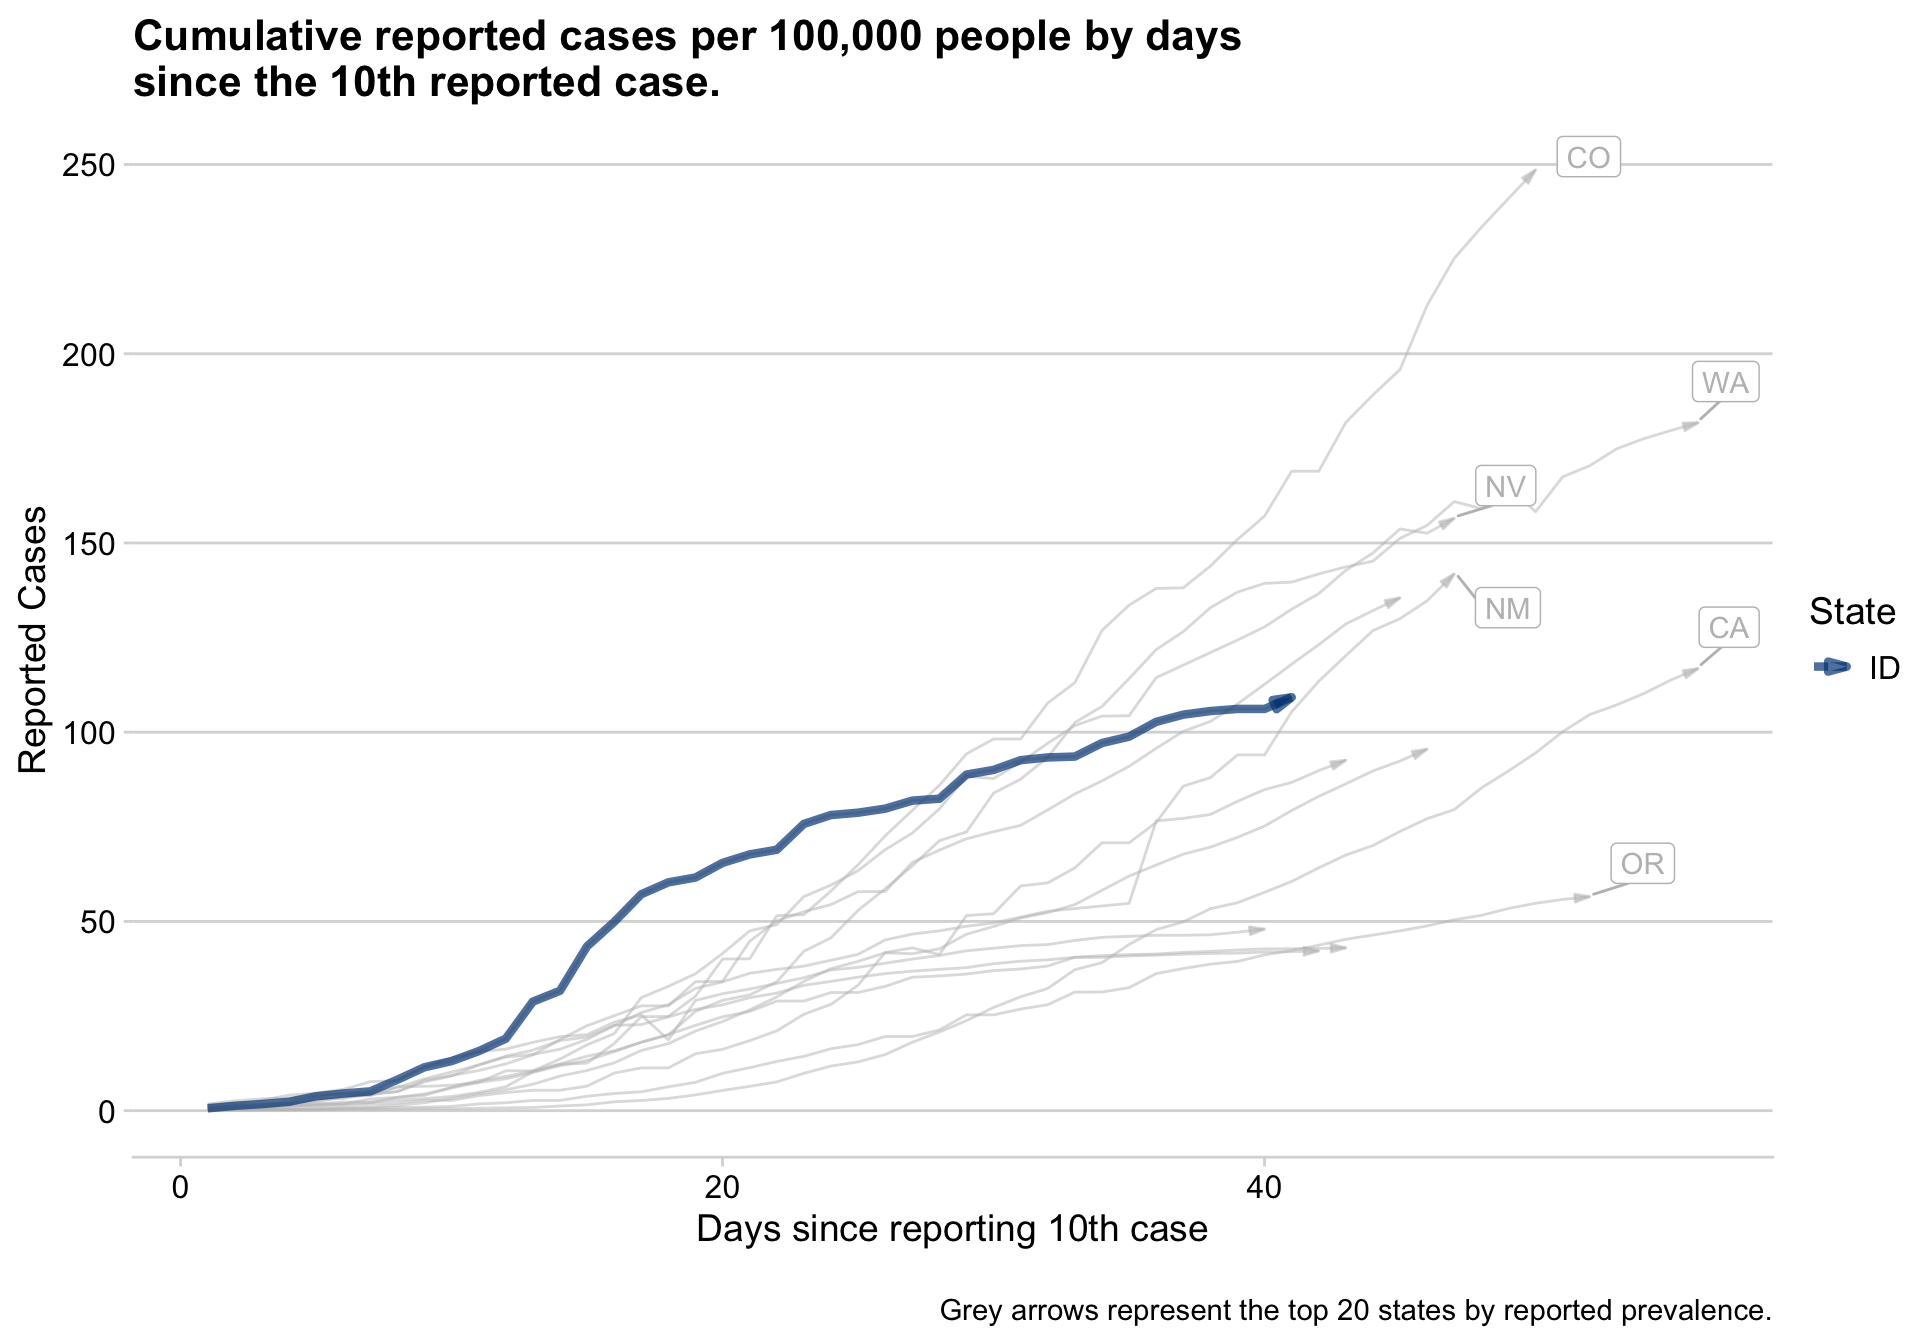 Cumulative reported cases per 100,000 people by days
since the 10th reported case.
250
200
150
100
50
0
Reported Cases
CO
WA
NV
NM
CA
OR
State
ID
0
20
40
Days since reporting 10th case
Grey arrows represent the top 20 states by reported prevalence.